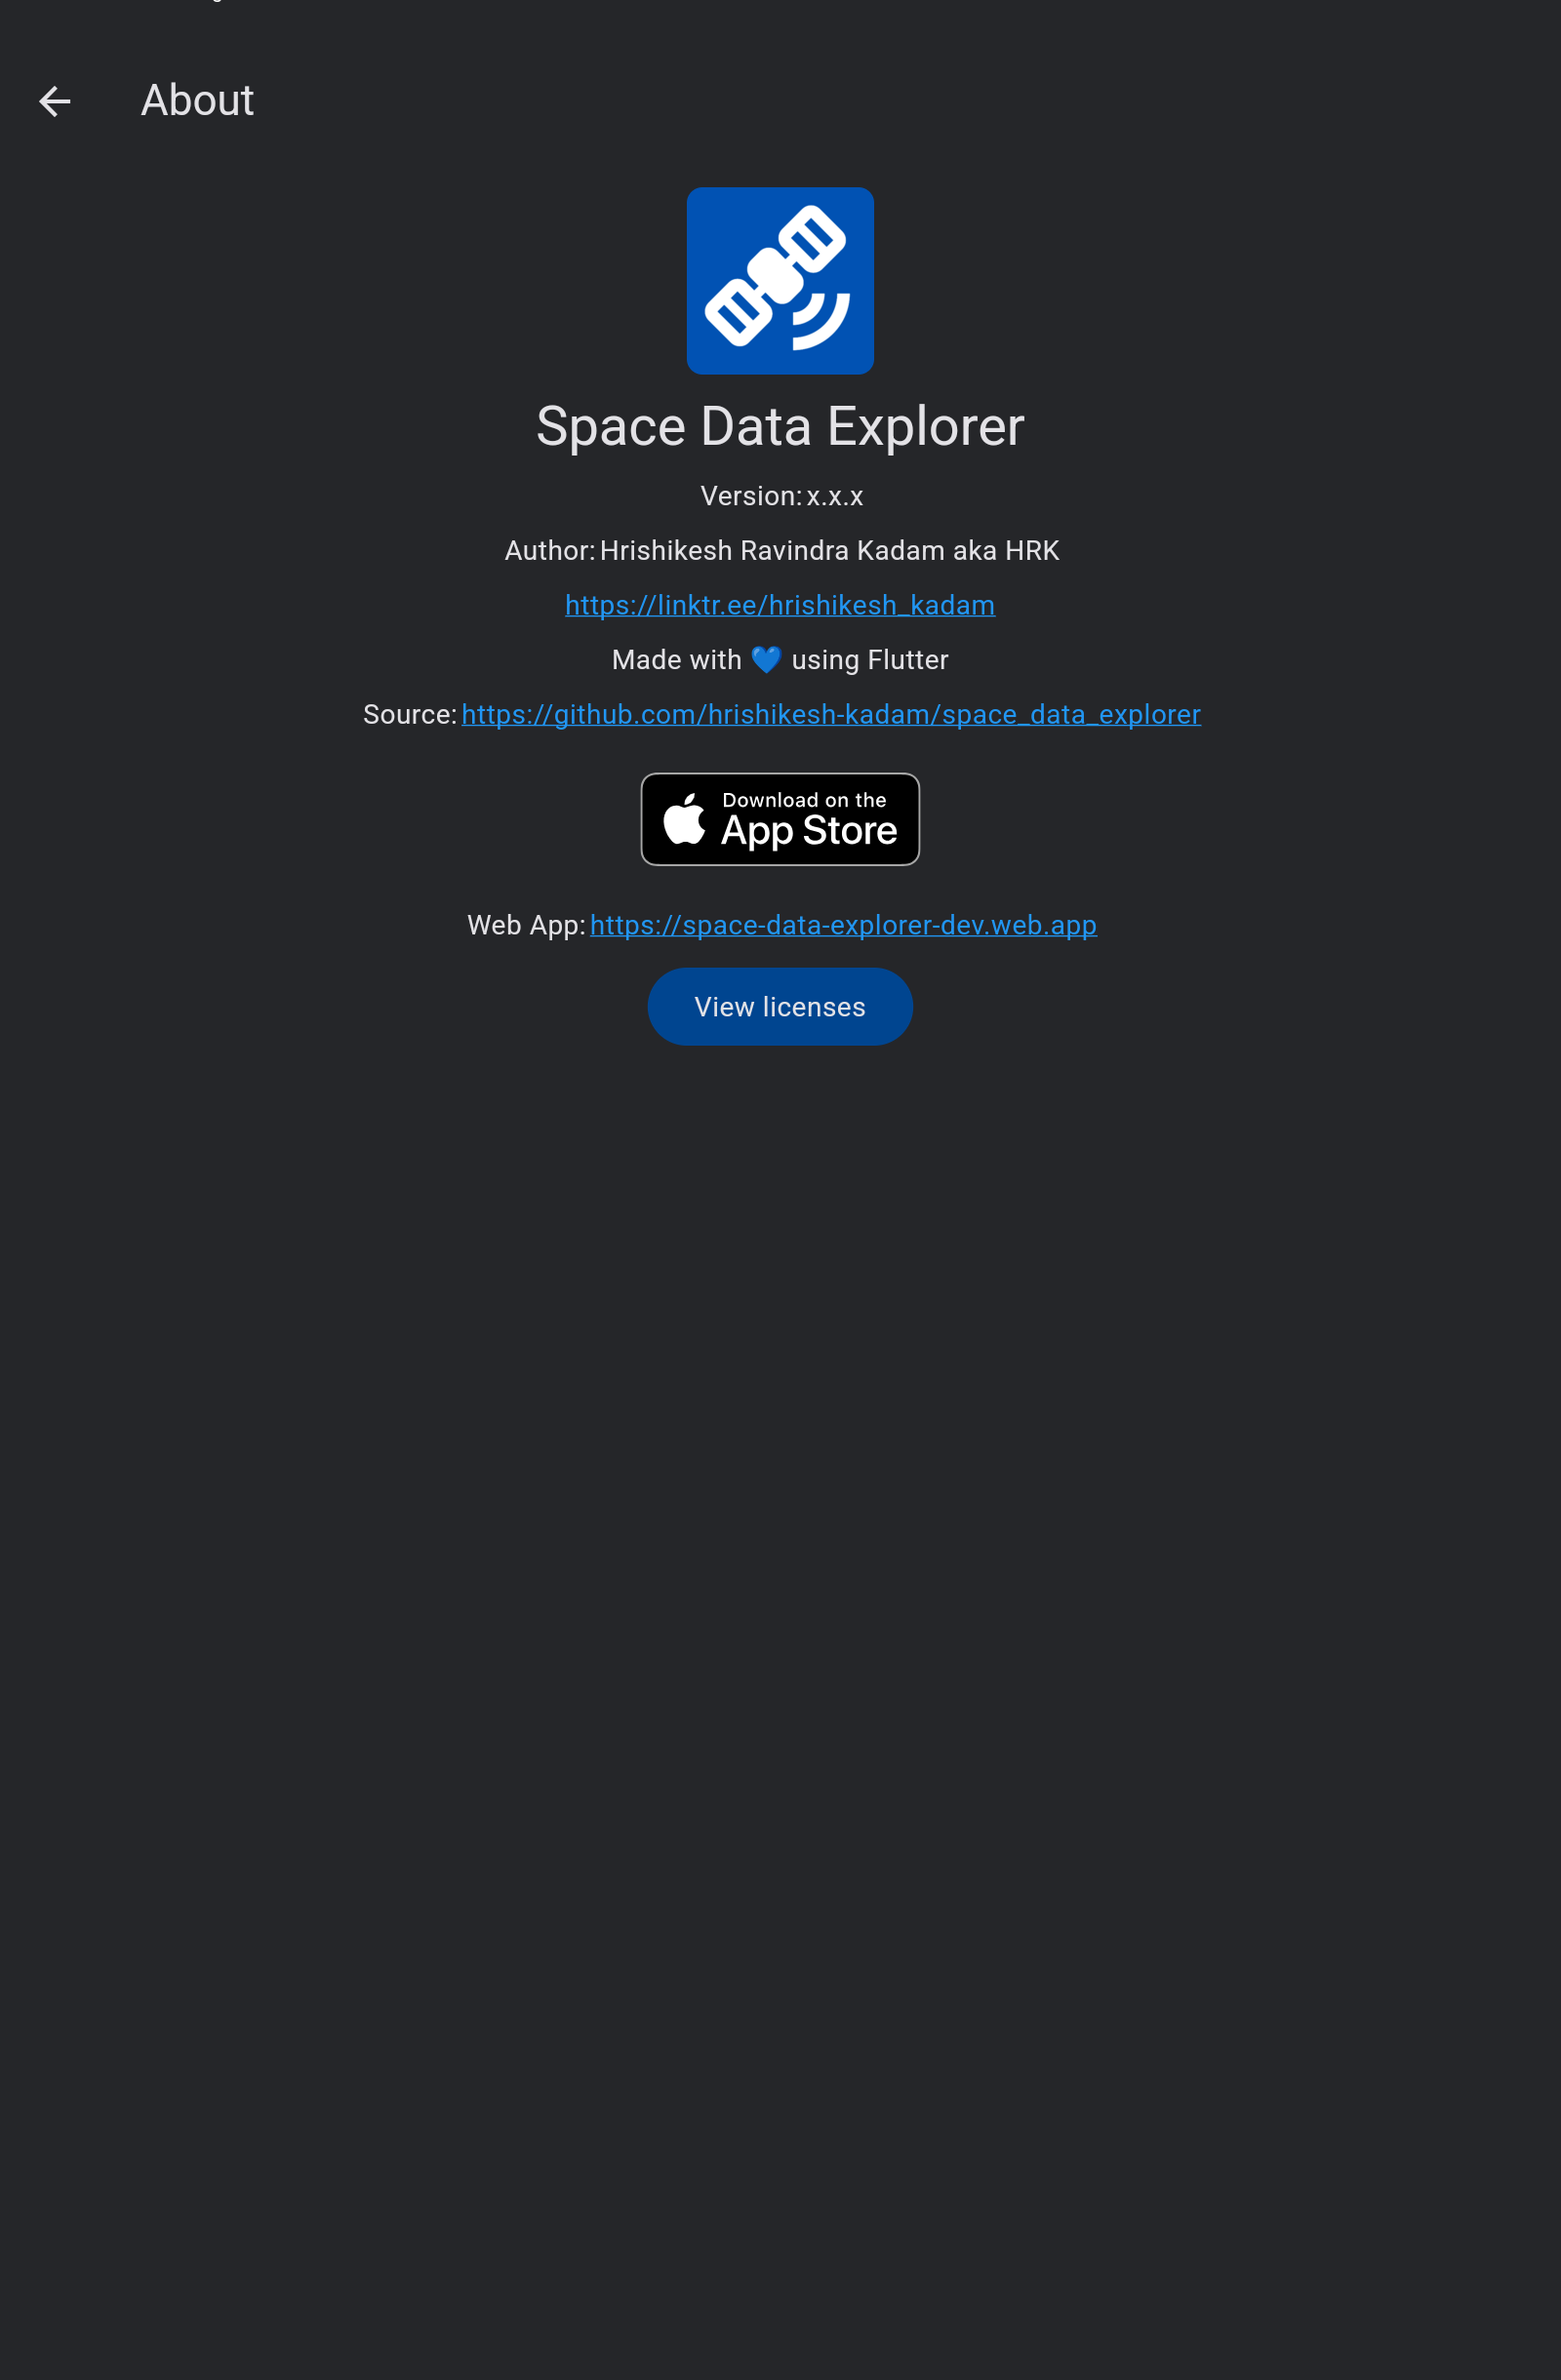 About
Space Data Explorer
Version: x.x.x
Author: Hrishikesh Ravindra Kadam aka HRK
https://linktr.ee/hrishikesh_kadam
Made with 💙 using Flutter
Source: https://github.com/hrishikesh-kadam/space_data_explorer
Download on the
App Store
Web App: https://space-data-explorer-dev.web.app
View licenses